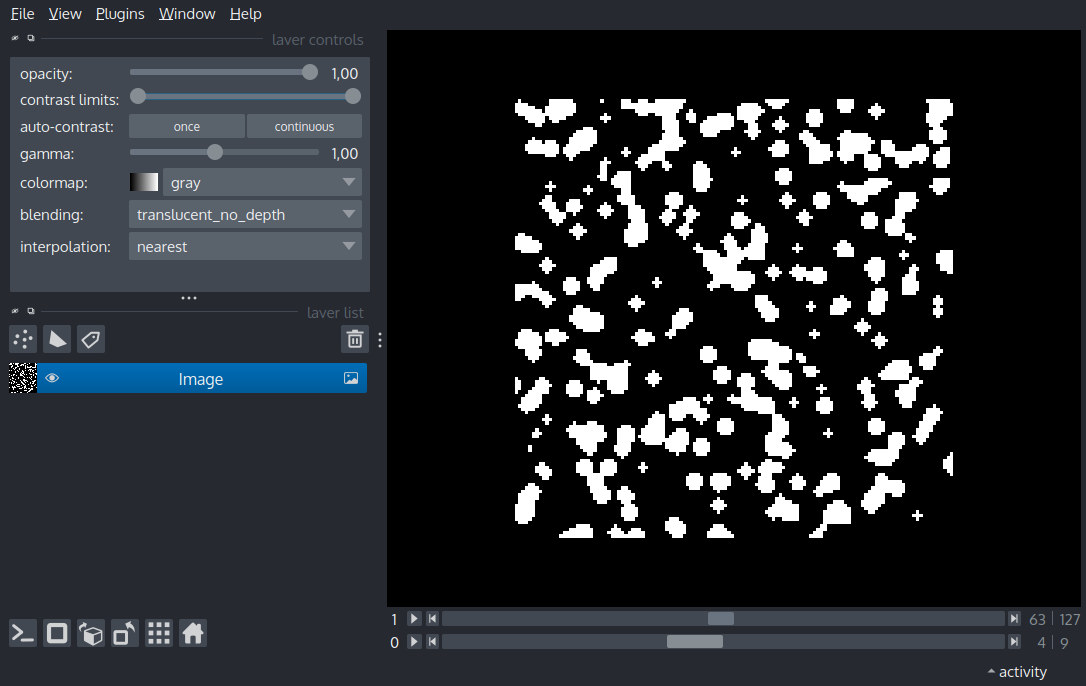 File View Plugins Window Help
layer controls
opacity: 1,00
contrast limits:
auto-contrast: once continuous
gamma: 1,00
colormap: gray
blending: translucent_no_depth
interpolation: nearest
layer list
Image
1 63 | 127
0 4 | 9
activity